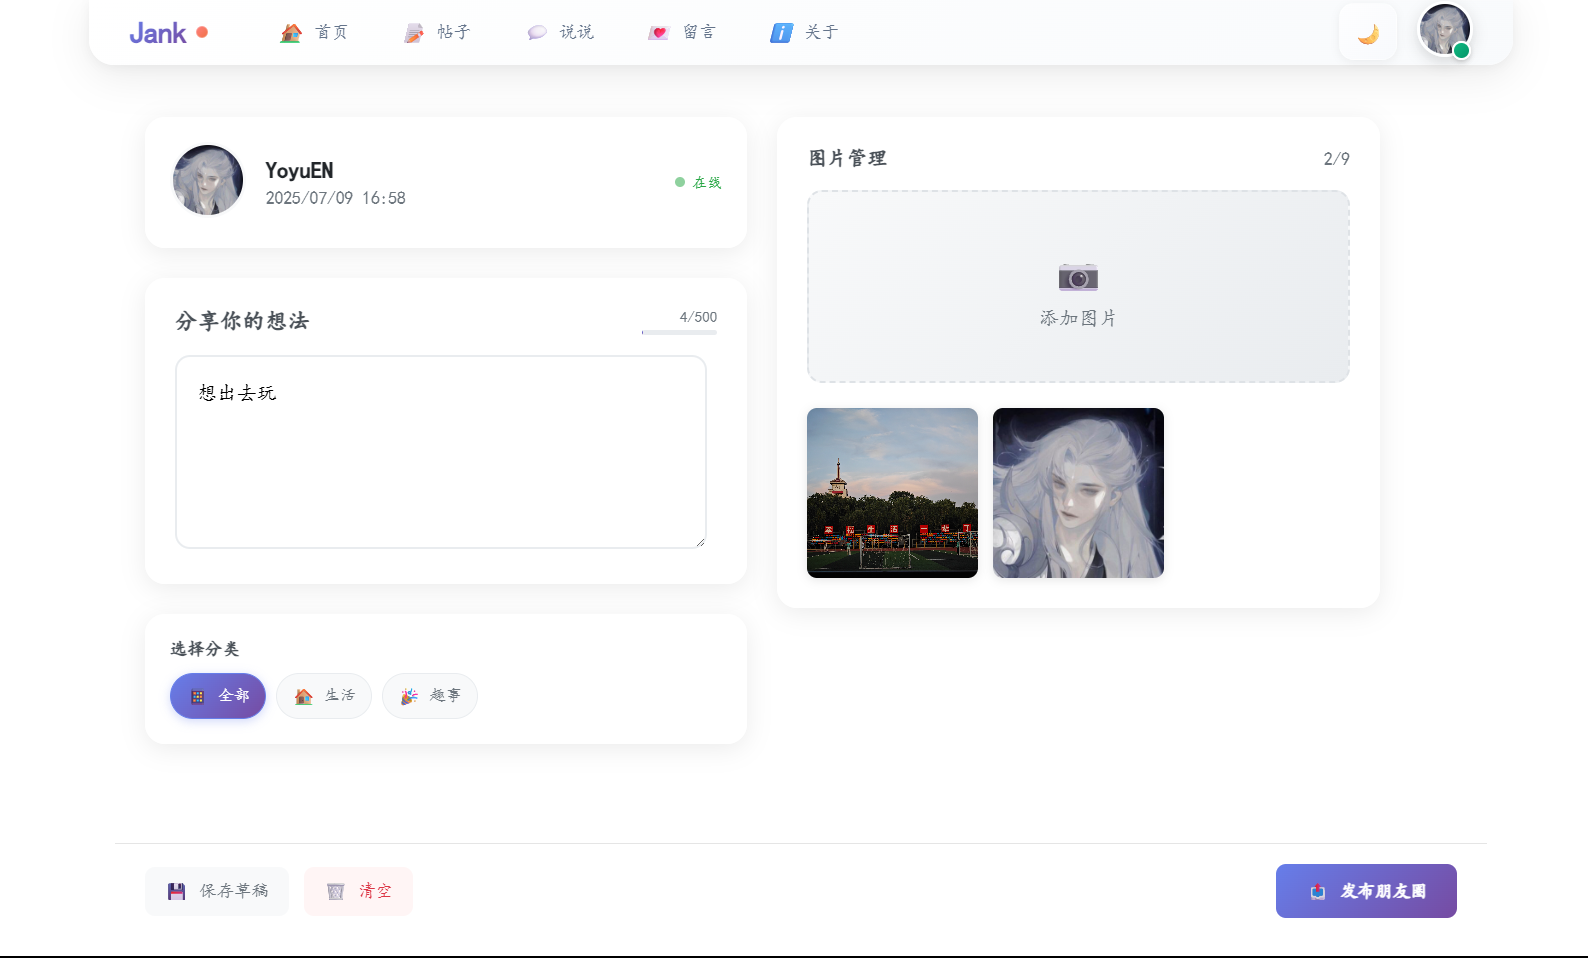 Jank
首页
帖子
说说
留言
关于
YoyuEN
2025/07/09 16:58
在线
分享你的想法
4/500
想出去玩
选择分类
全部
生活
趣事
图片管理
2/9
添加图片
保存草稿
清空
发布朋友圈